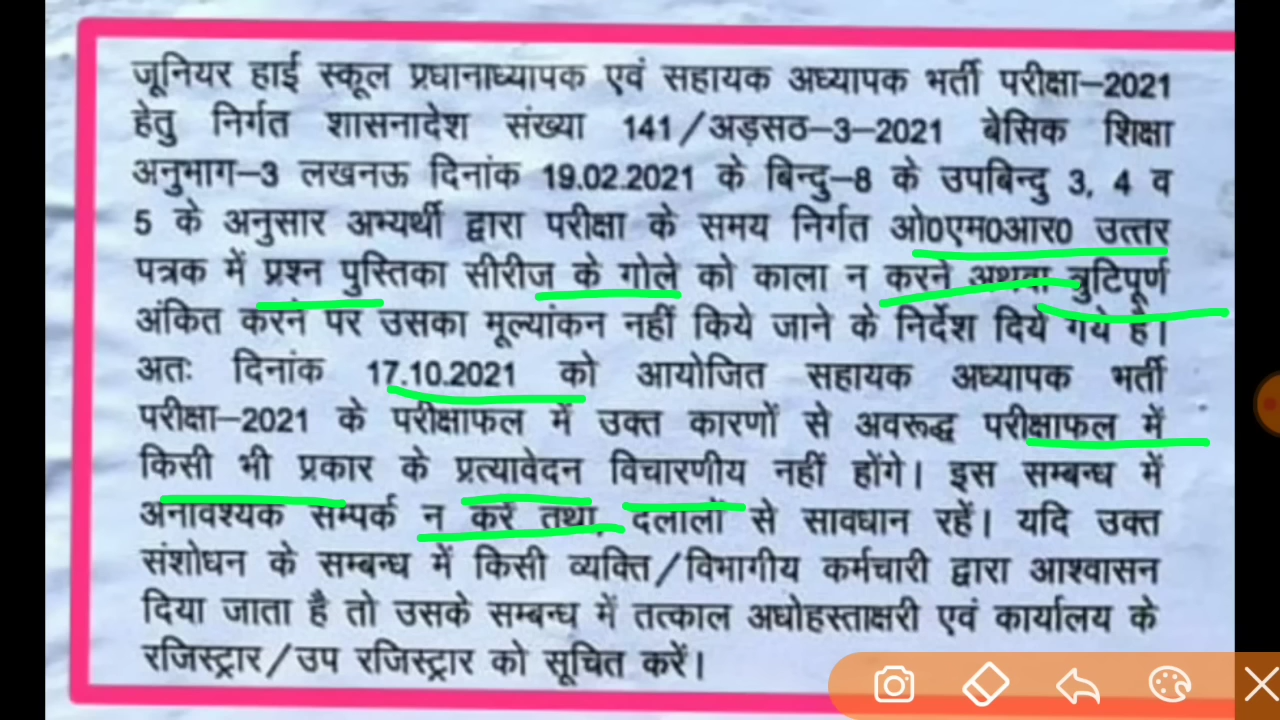 जूनियर हाई स्कूल प्रधानाध्यापक एवं सहायक अध्यापक भर्ती परीक्षा–2021
हेतु निर्गत शासनादेश संख्या 141/अड़सठ–3–2021 बेसिक शिक्षा
अनुभाग–3 लखनऊ दिनांक 19.02.2021 के बिन्दु–8 के उपबिन्दु 3, 4 व
5 के अनुसार अभ्यर्थी द्वारा परीक्षा के समय निर्गत ओ0एम0आर0 उत्तर
पत्रक में प्रश्न पुस्तिका सीरीज के गोले को काला न करने अथवा त्रुटिपूर्ण
अंकित करने पर उसका मूल्यांकन नहीं किये जाने के निर्देश दिये गये है।
अतः दिनांक 17.10.2021 को आयोजित सहायक अध्यापक भर्ती
परीक्षा–2021 के परीक्षाफल में उक्त कारणों से अवरूद्ध परीक्षाफल में
किसी भी प्रकार के प्रत्यावेदन विचारणीय नहीं होंगे। इस सम्बन्ध में
अनावश्यक सम्पर्क न करें तथा दलालों से सावधान रहें। यदि उक्त
संशोधन के सम्बन्ध में किसी व्यक्ति/विभागीय कर्मचारी द्वारा आश्वासन
दिया जाता है तो उसके सम्बन्ध में तत्काल अधोहस्ताक्षरी एवं कार्यालय के
रजिस्ट्रार/उप रजिस्ट्रार को सूचित करें।